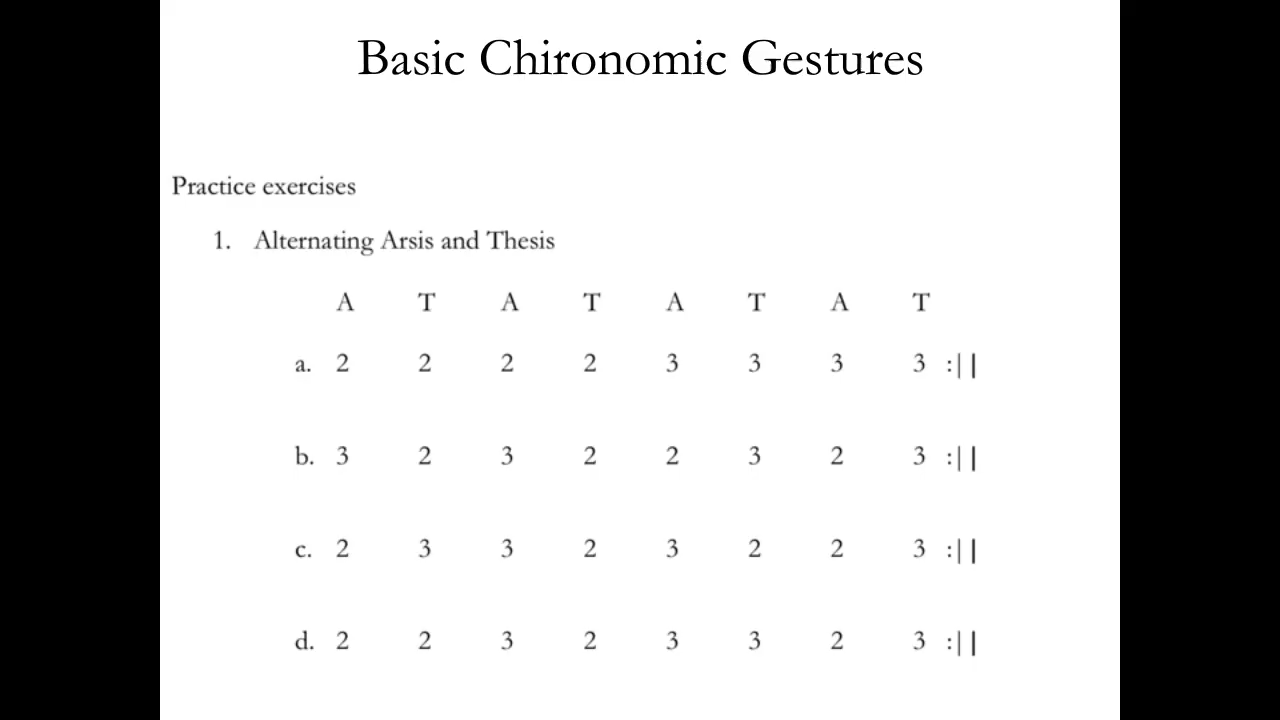 Basic Chironomic Gestures
Practice exercises
1. Alternating Arsis and Thesis
A T A T A T A T
a. 2 2 2 2 3 3 3 3 :||
b. 3 2 3 2 2 3 2 3 :||
c. 2 3 3 2 3 2 2 3 :||
d. 2 2 3 2 3 3 2 3 :||